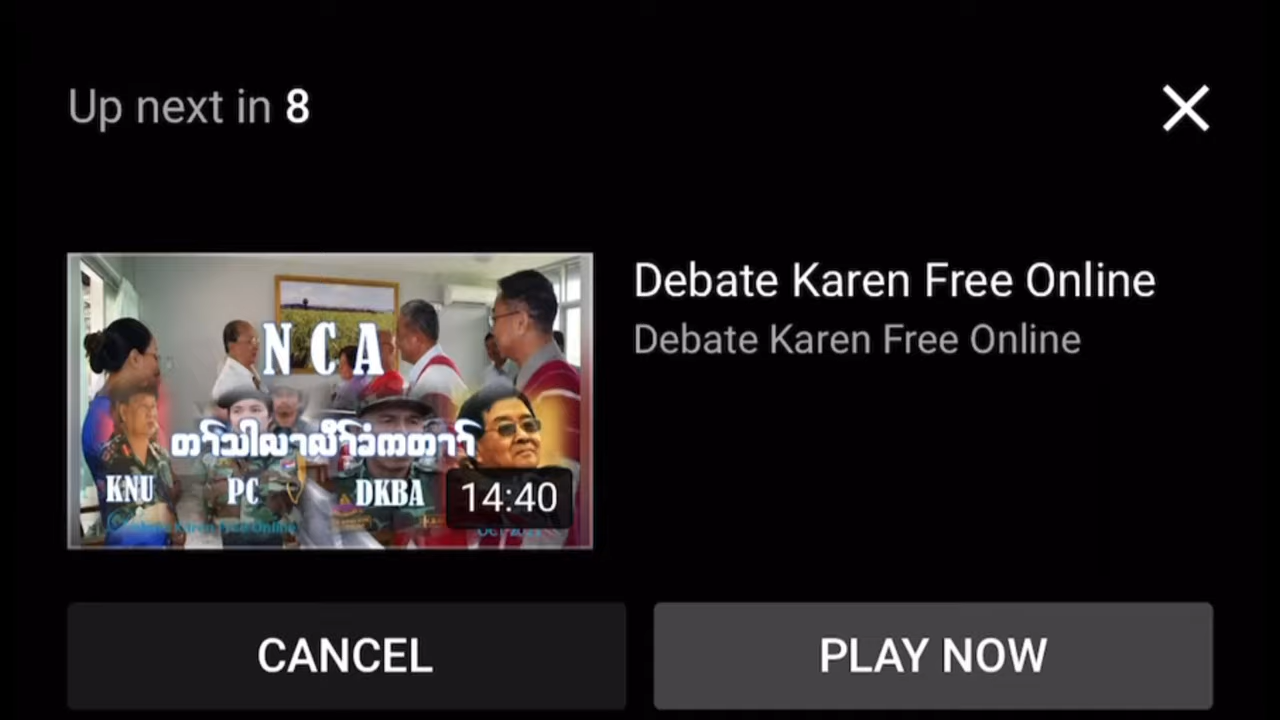 Up next in 8
Debate Karen Free Online
Debate Karen Free Online
N C A
KNU PC DKBA
14:40
CANCEL
PLAY NOW